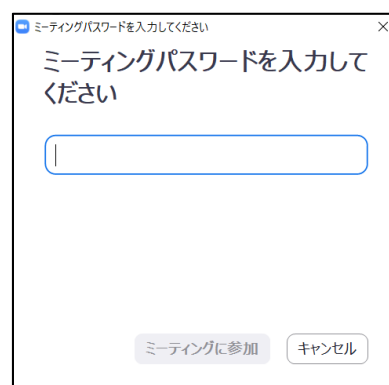 ミーティングパスワードを入力してください
ミーティングパスワードを入力して
ください
ミーティングに参加
キャンセル